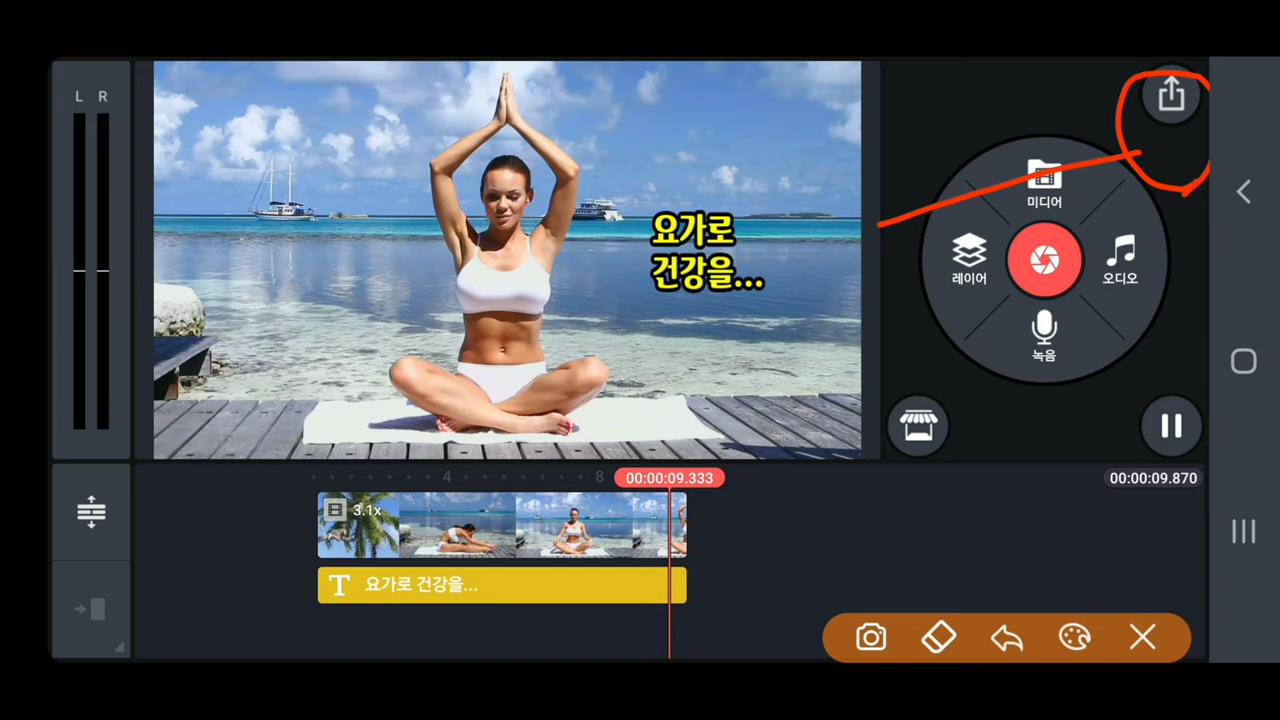 L R
미디어
레이어
오디오
녹음
요가로
건강을...
4
8
00:00:09.333
00:00:09.870
3.1x
T 요가로 건강을...